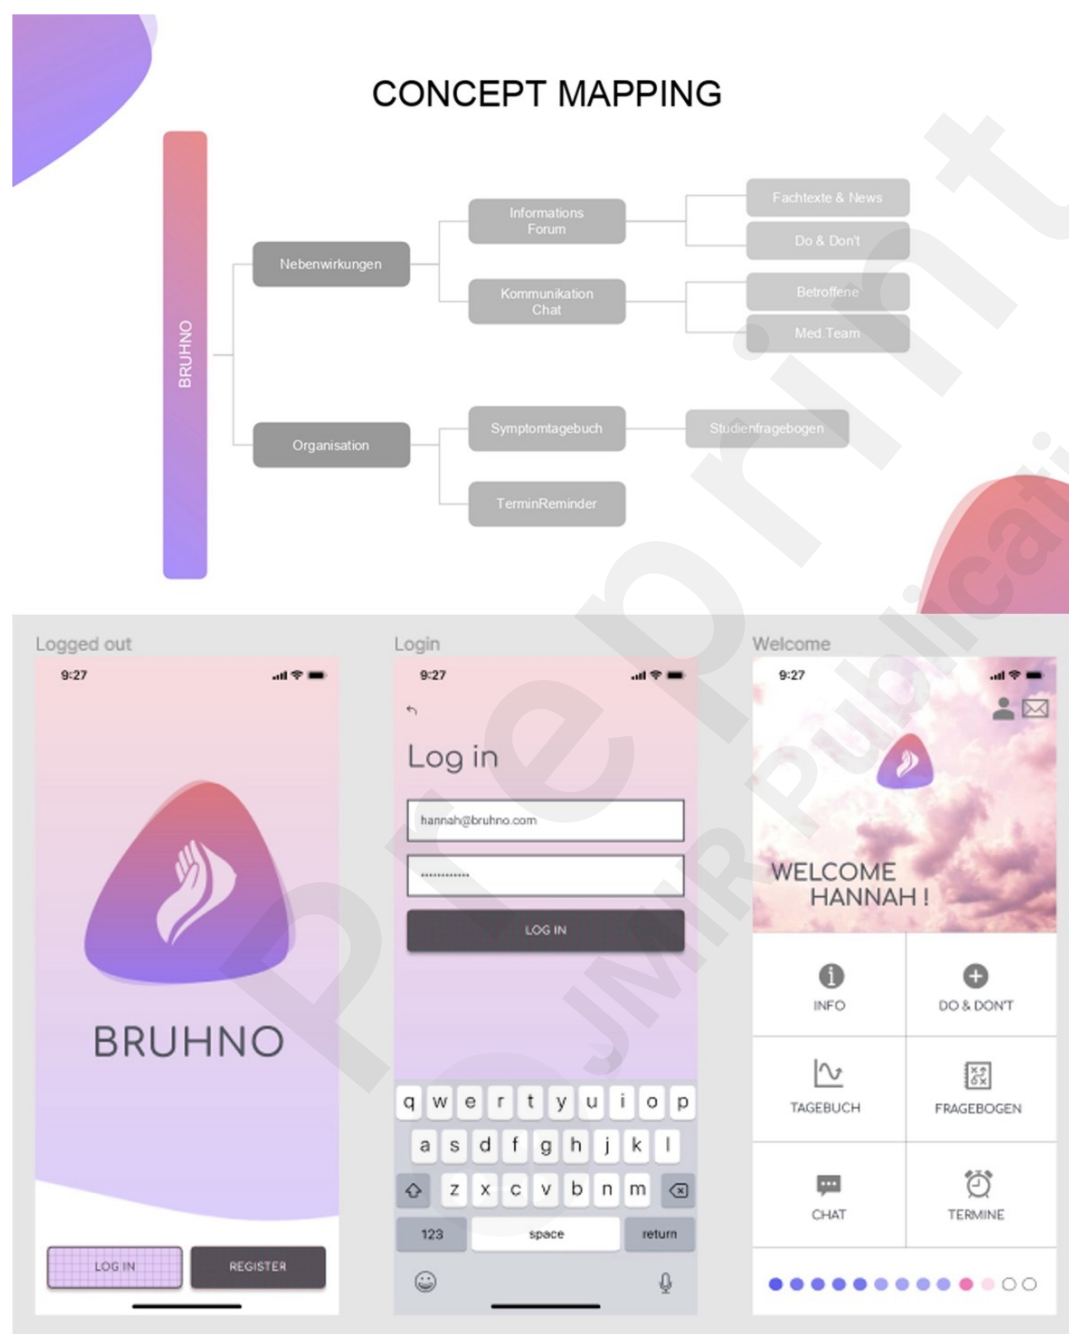 CONCEPT MAPPING
BRUHNO
Nebenwirkungen
Informations
Forum
Fachtexte & News
Do & Don't
Kommunikation
Chat
Betroffene
Med.Team
Organisation
Symptomtagebuch
Studienfragebogen
TerminReminder
Logged out
9:27
BRUHNO
LOG IN
REGISTER
Login
9:27
Log in
hannah@bruhno.com
LOG IN
q w e r t y u i o p
a s d f g h j k l
z x c v b n m
123
space
return
Welcome
9:27
WELCOME
HANNAH !
INFO
DO & DON'T
TAGEBUCH
FRAGEBOGEN
CHAT
TERMINE
Preprint
JMIR Publicati